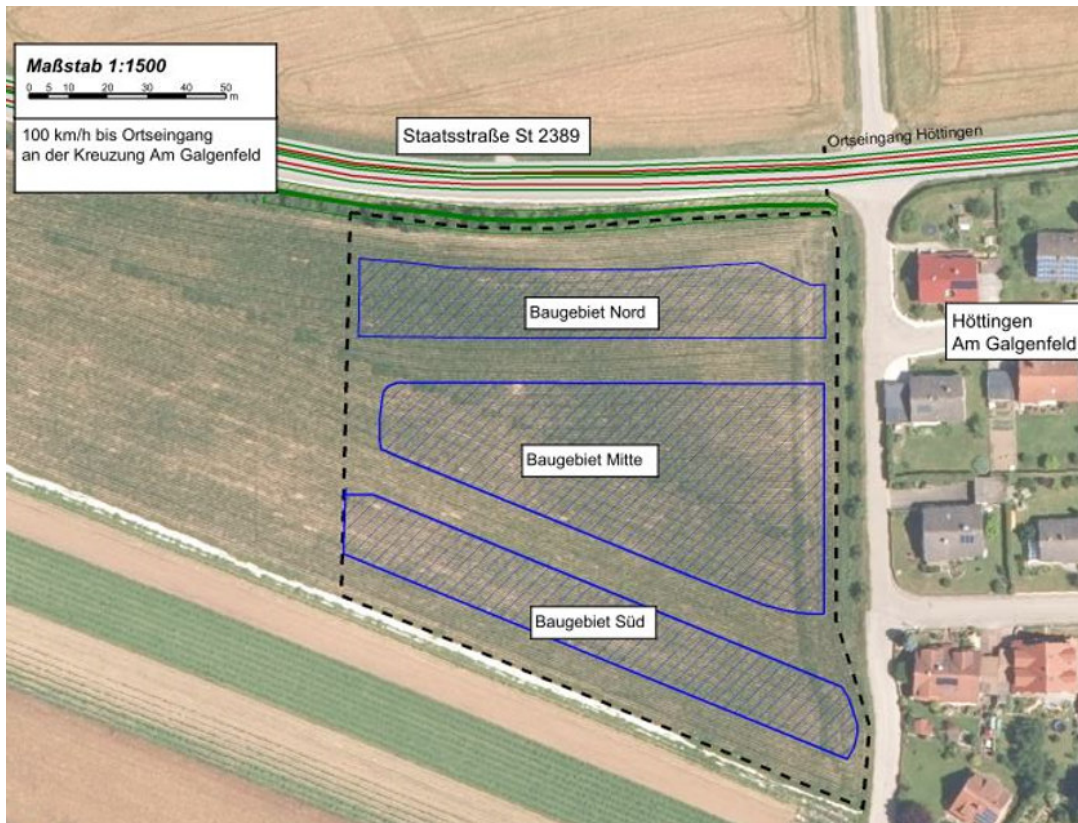 Maßstab 1:1500
0 5 10 20 30 40 50
m
100 km/h bis Ortseingang
an der Kreuzung Am Galgenfeld
Staatsstraße St 2389
Ortseingang Höttingen
Baugebiet Nord
Höttingen
Am Galgenfeld
Baugebiet Mitte
Baugebiet Süd